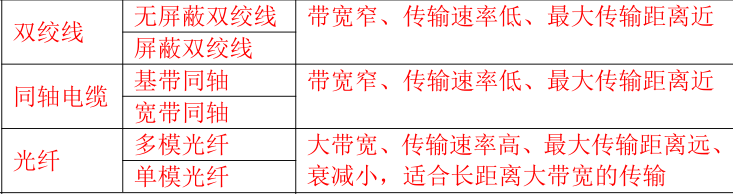 双绞线
无屏蔽双绞线
屏蔽双绞线
带宽窄、传输速率低、最大传输距离近
同轴电缆
基带同轴
宽带同轴
带宽窄、传输速率低、最大传输距离近
光纤
多模光纤
单模光纤
大带宽、传输速率高、最大传输距离远、
衰减小，适合长距离大带宽的传输